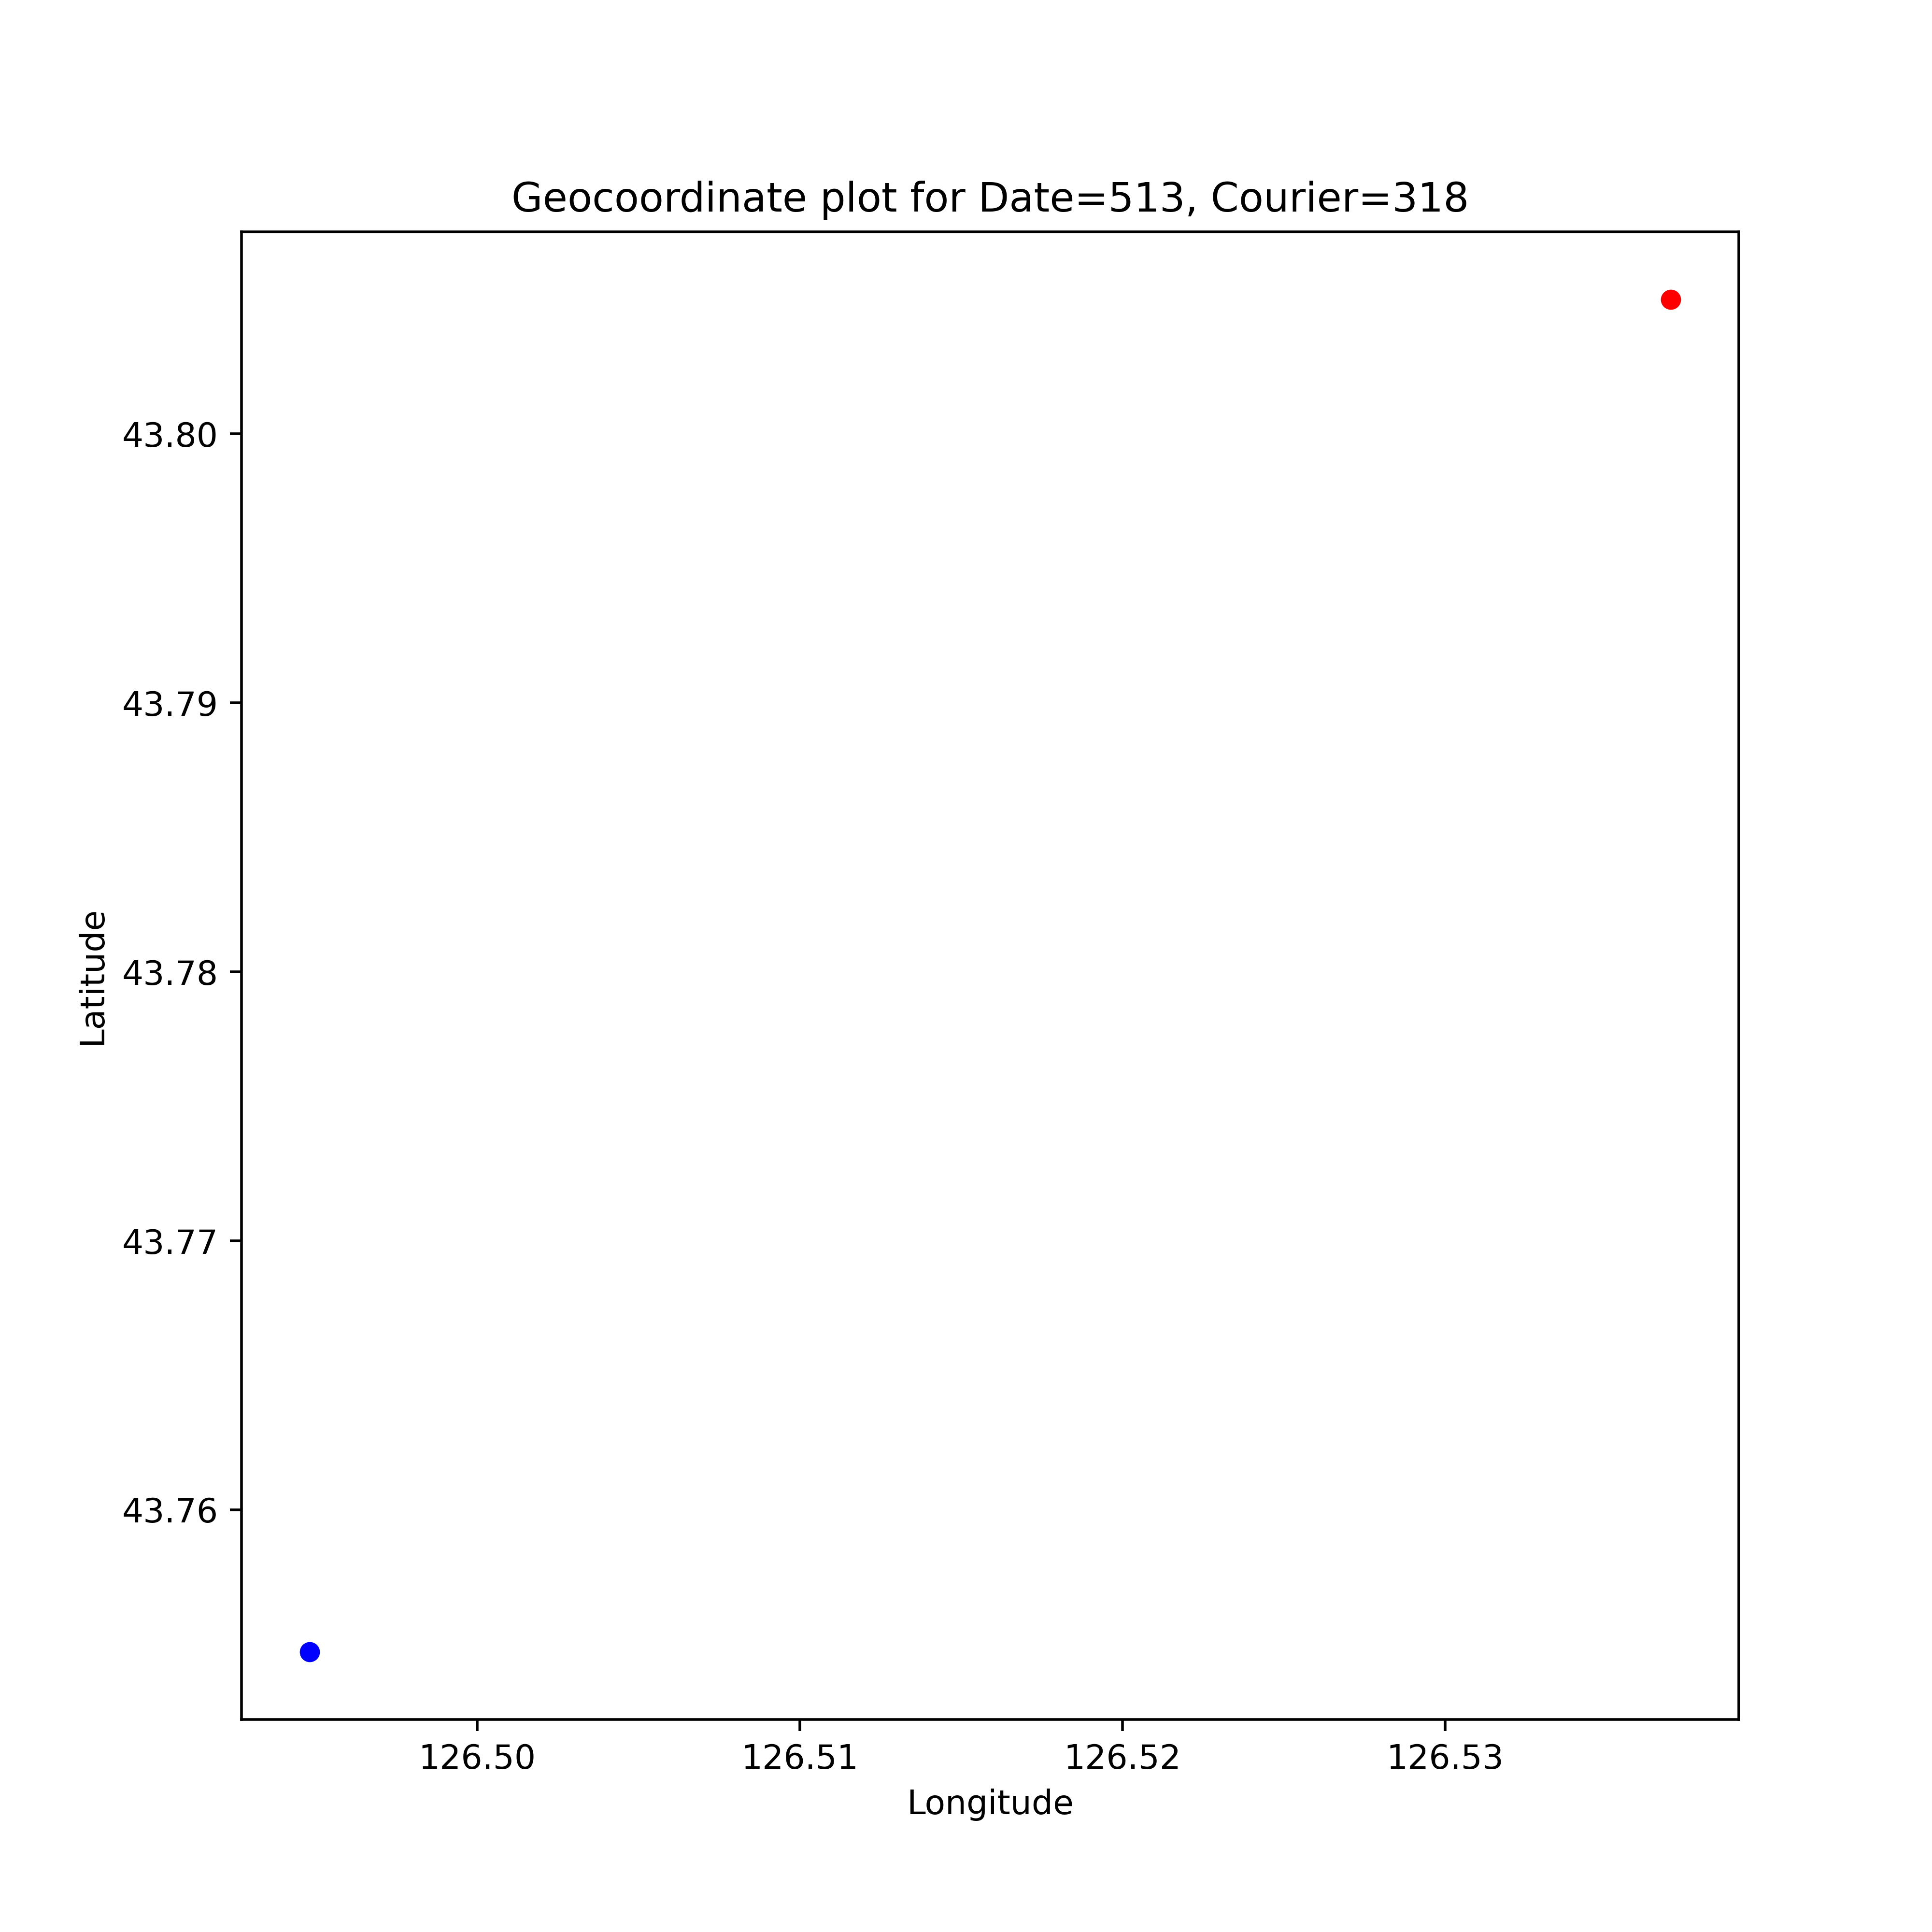 Geocoordinate plot for Date=513, Courier=318
43.80
43.79
43.78
43.77
43.76
Latitude
126.50 126.51 126.52 126.53
Longitude